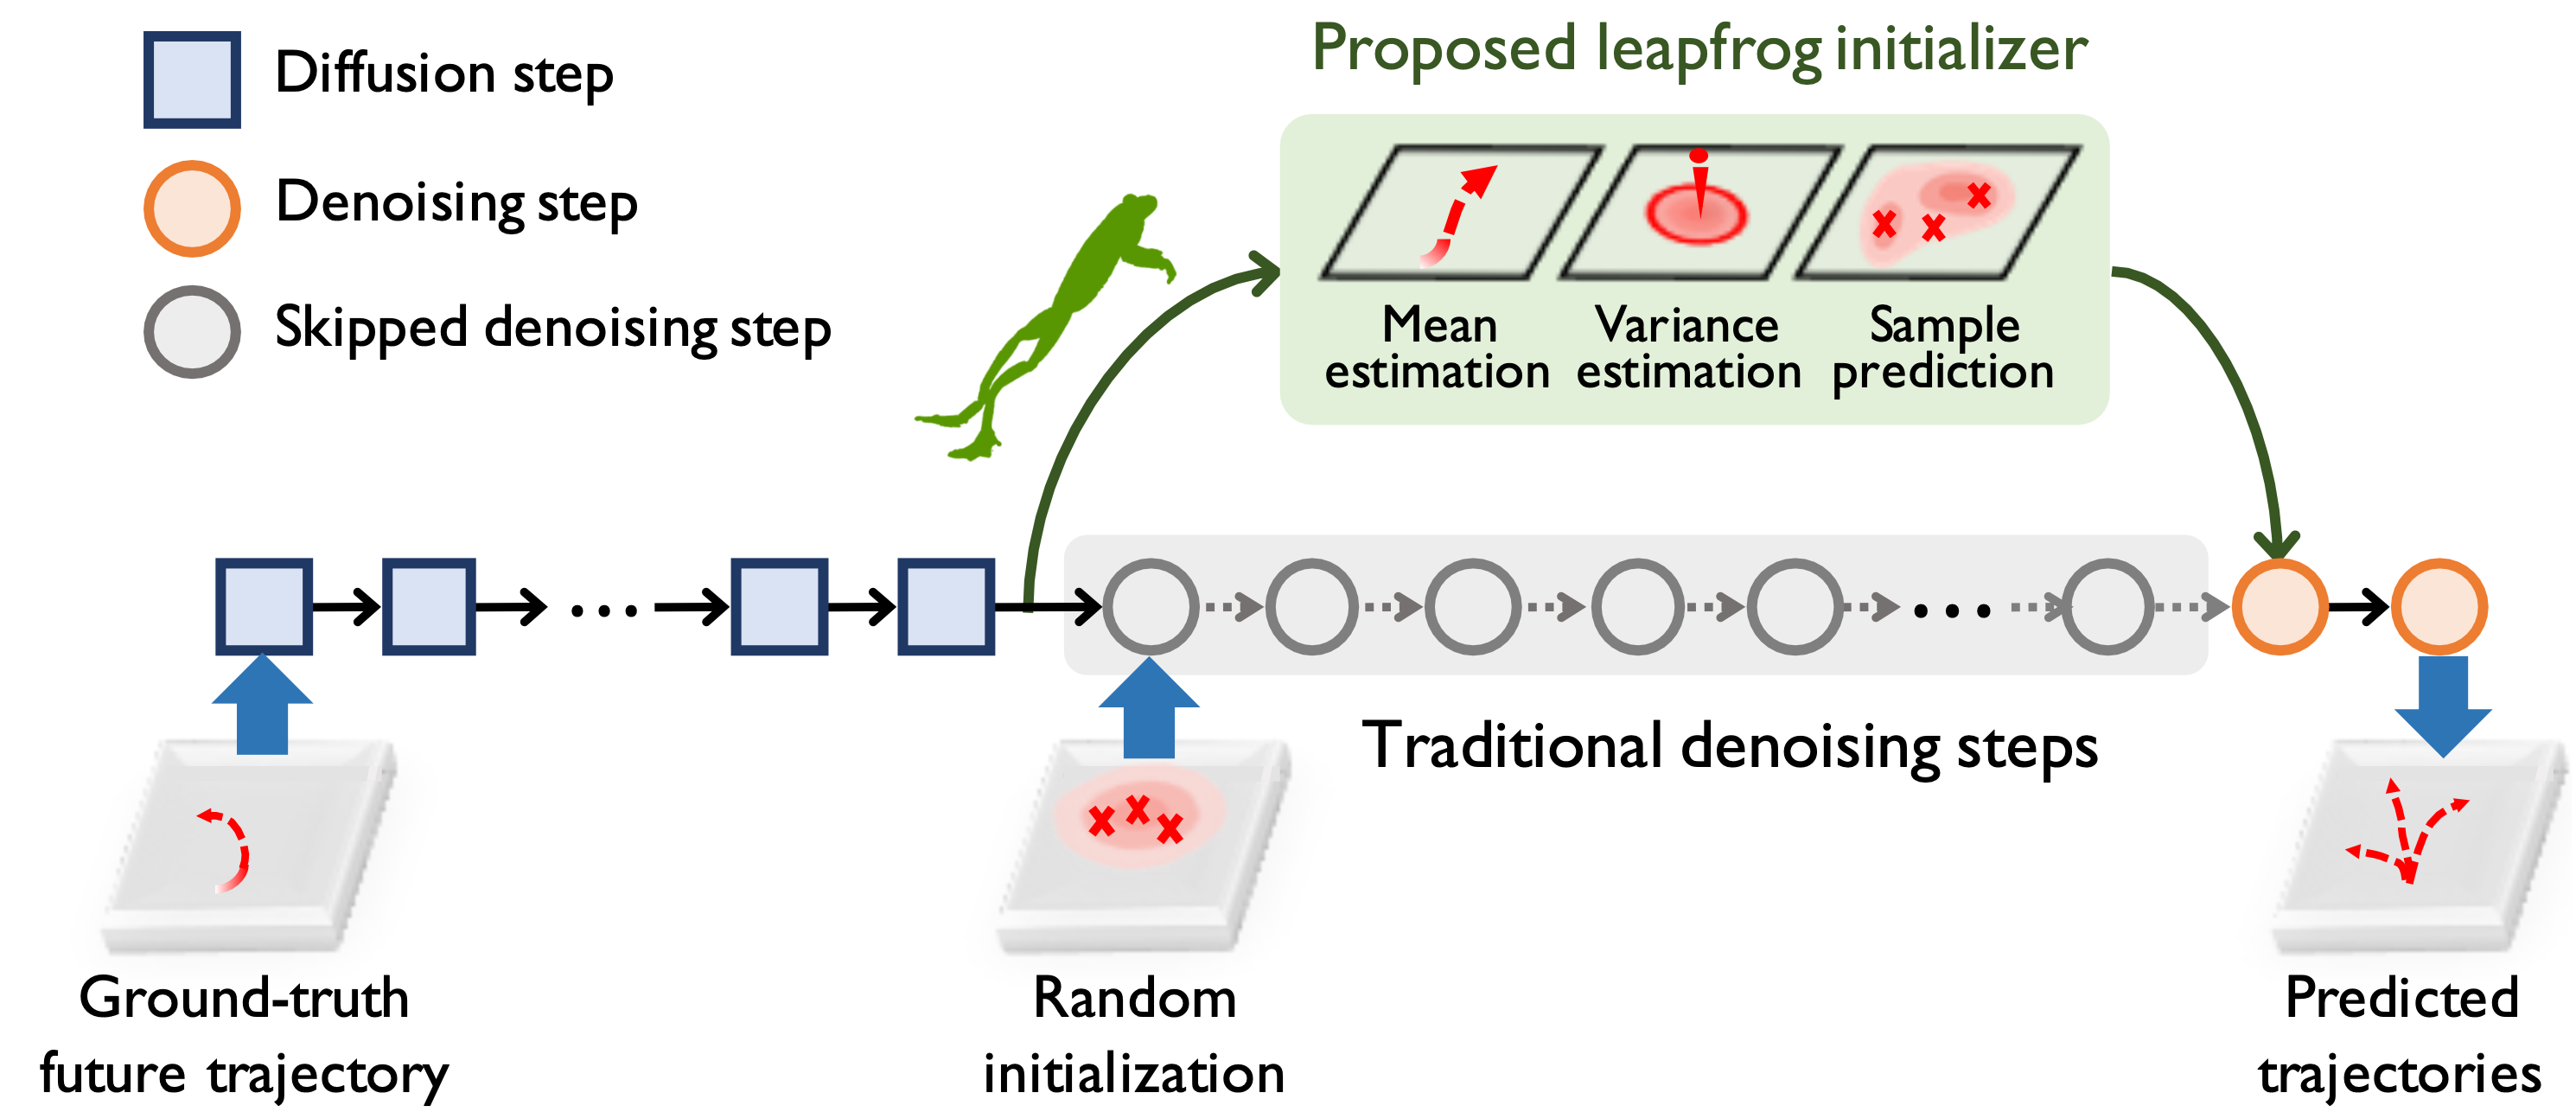 Proposed leapfrog initializer
Diffusion step
Denoising step
Skipped denoising step
Mean
estimation
Variance
estimation
Sample
prediction
...
...
Traditional denoising steps
Ground-truth
future trajectory
Random
initialization
Predicted
trajectories